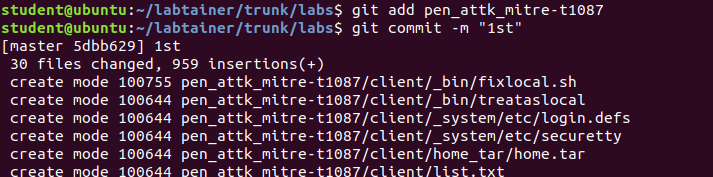 student@ubuntu:~/labtainer/trunk/labs$ git add pen_attk_mitre-t1087
student@ubuntu:~/labtainer/trunk/labs$ git commit -m "1st"
[master 5dbb629] 1st
 30 files changed, 959 insertions(+)
 create mode 100755 pen_attk_mitre-t1087/client/_bin/fixlocal.sh
 create mode 100644 pen_attk_mitre-t1087/client/_bin/treataslocal
 create mode 100644 pen_attk_mitre-t1087/client/_system/etc/login.defs
 create mode 100644 pen_attk_mitre-t1087/client/_system/etc/securetty
 create mode 100644 pen_attk_mitre-t1087/client/home_tar/home.tar
 create mode 100644 pen_attk_mitre-t1087/client/list.txt